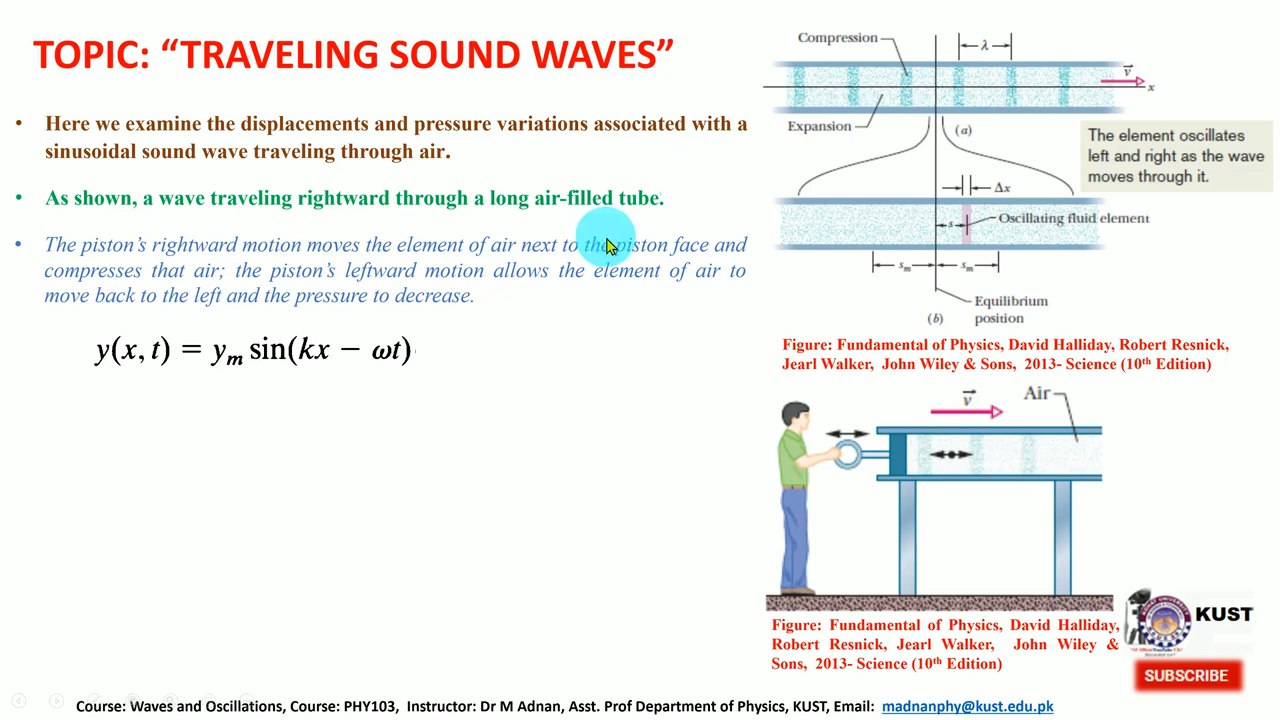 TOPIC: “TRAVELING SOUND WAVES”
• Here we examine the displacements and pressure variations associated with a
sinusoidal sound wave traveling through air.
• As shown, a wave traveling rightward through a long air-filled tube.
• The piston’s rightward motion moves the element of air next to the piston face and
compresses that air; the piston’s leftward motion allows the element of air to
move back to the left and the pressure to decrease.
y(x, t) = yₘ sin(kx − ωt)
Compression
λ
v
x
Expansion
(a)
The element oscillates
left and right as the wave
moves through it.
Δx
Oscillating fluid element
s
sₘ
sₘ
Equilibrium
position
(b)
Figure: Fundamental of Physics, David Halliday, Robert Resnick,
Jearl Walker, John Wiley & Sons, 2013- Science (10th Edition)
v
Air
Figure: Fundamental of Physics, David Halliday,
Robert Resnick, Jearl Walker, John Wiley &
Sons, 2013- Science (10th Edition)
KUST
SUBSCRIBE
Course: Waves and Oscillations, Course: PHY103, Instructor: Dr M Adnan, Asst. Prof Department of Physics, KUST, Email: madnanphy@kust.edu.pk